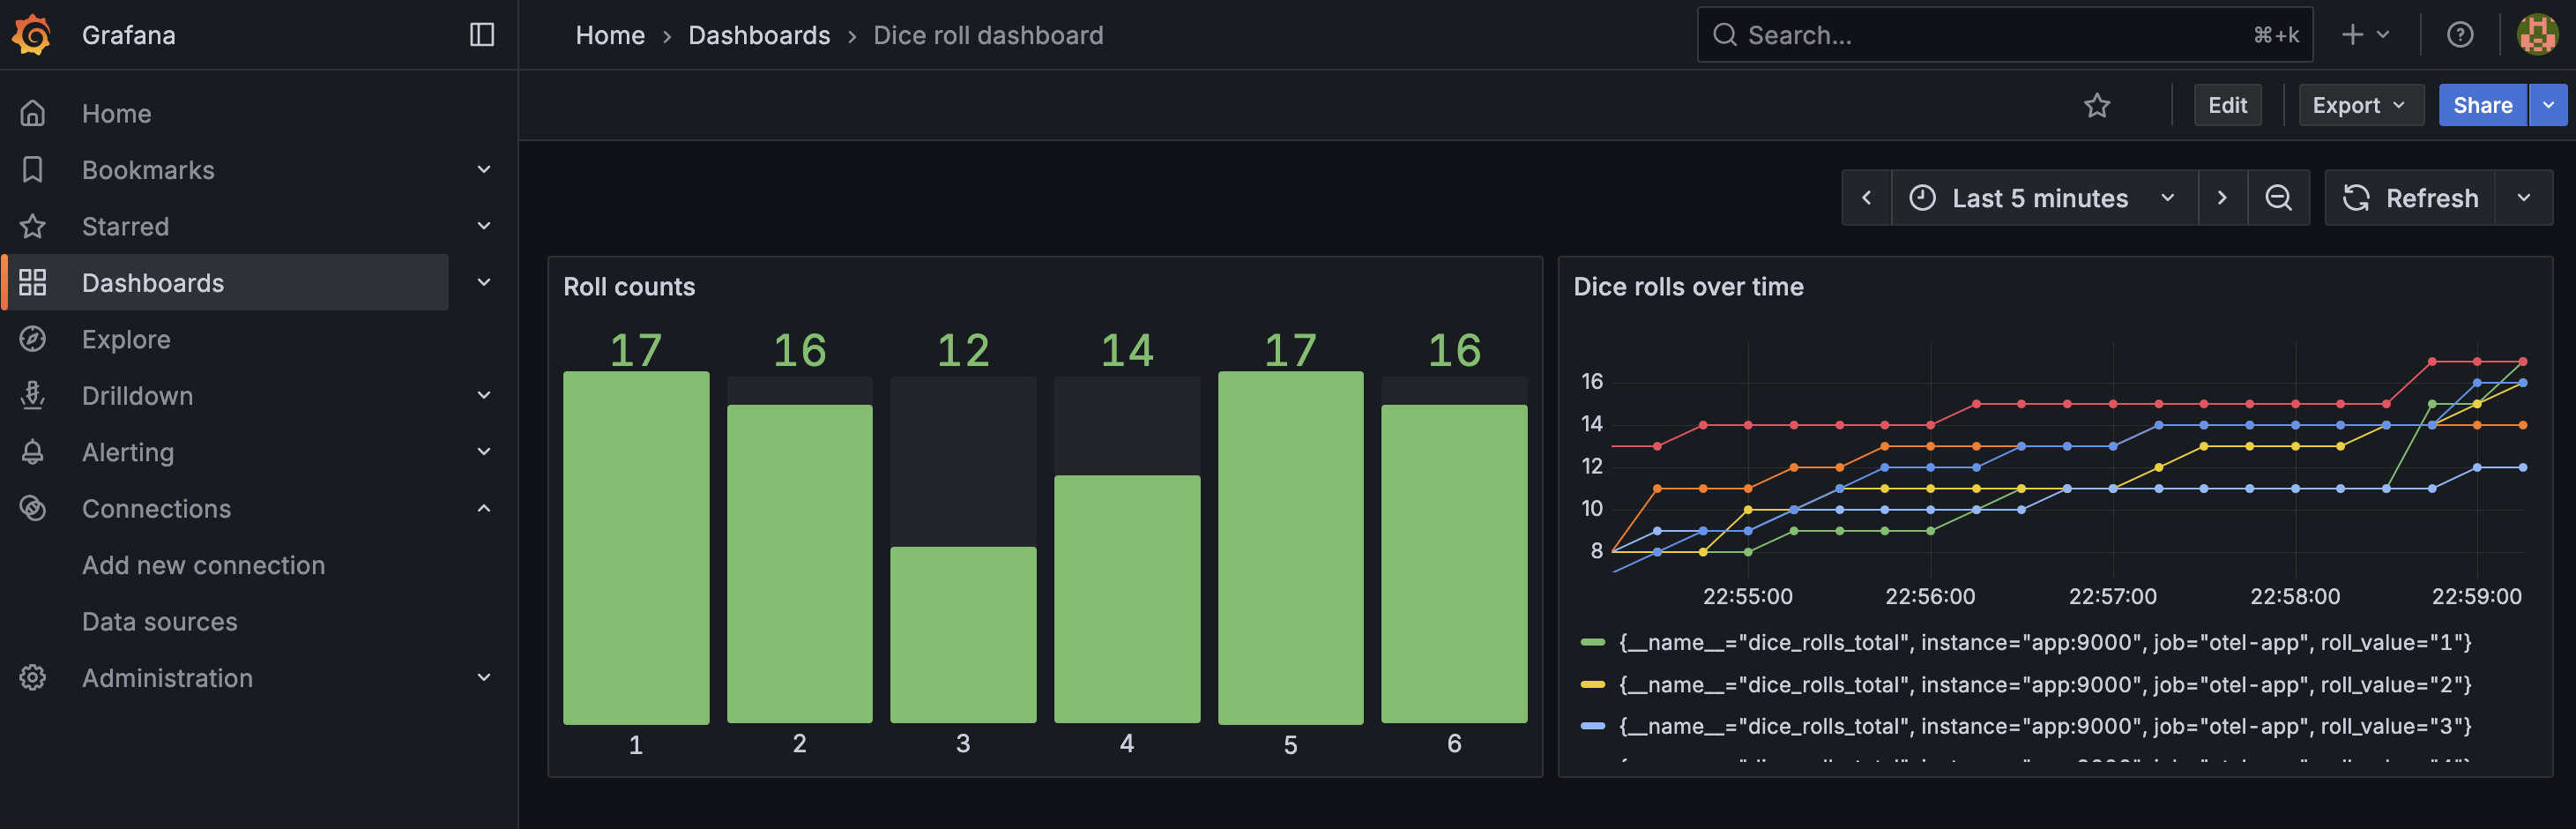 Grafana
Home › Dashboards › Dice roll dashboard
Search...
⌘+k
Home
Bookmarks
Starred
Dashboards
Explore
Drilldown
Alerting
Connections
Add new connection
Data sources
Administration
Edit
Export
Share
Last 5 minutes
Refresh
Roll counts
17 16 12 14 17 16
1 2 3 4 5 6
Dice rolls over time
16
14
12
10
8
22:55:00 22:56:00 22:57:00 22:58:00 22:59:00
{__name__="dice_rolls_total", instance="app:9000", job="otel-app", roll_value="1"}
{__name__="dice_rolls_total", instance="app:9000", job="otel-app", roll_value="2"}
{__name__="dice_rolls_total", instance="app:9000", job="otel-app", roll_value="3"}